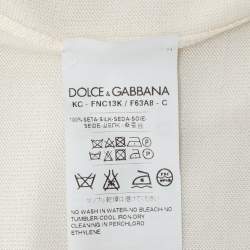 DOLCE & GABBANA
KC - FNC13K / F63A8 - C
100% SETA-SILK-SEDA-SOIE-
NO WASH IN WATER-NO BLEACH-NO
TUMBLER-COOL IRON-DRY
CLEANING IN PERCHLORO
ETHYLENE